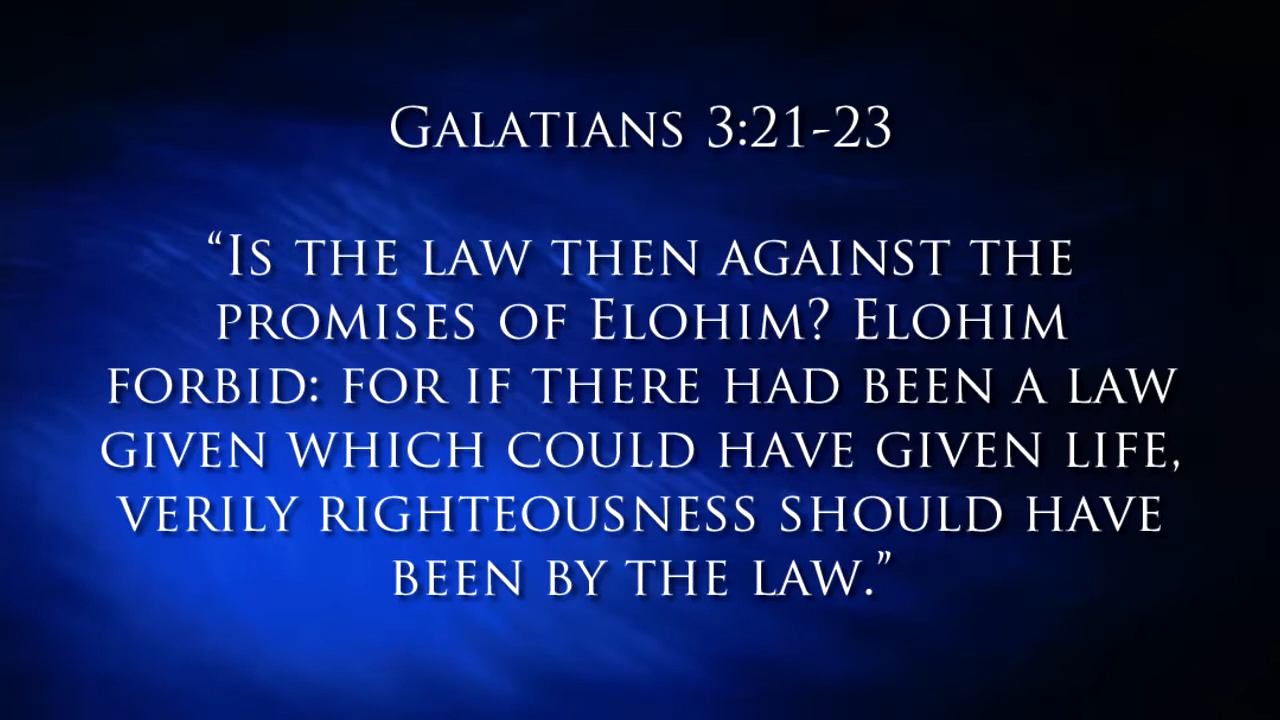 Galatians 3:21-23
“Is the law then against the
promises of Elohim? Elohim
forbid: for if there had been a law
given which could have given life,
verily righteousness should have
been by the law.”